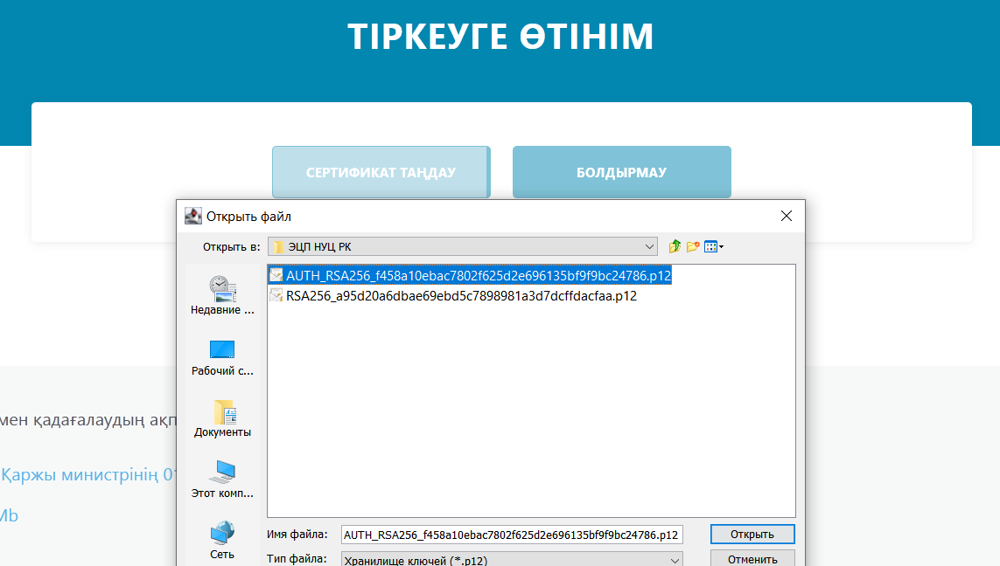 ТІРКЕУГЕ ӨТІНІМ
СЕРТИФИКАТ ТАҢДАУ
БОЛДЫРМАУ
Открыть файл
Открыть в:
ЭЦП НУЦ РК
AUTH_RSA256_f458a10ebac7802f625d2e696135bf9f9bc24786.p12
RSA256_a95d20a6dbae69ebd5c7898981a3d7dcffdacfaa.p12
Недавние ...
Рабочий с...
Документы
Этот комп...
Сеть
мен қадағалаудың ақп
Қаржы министрінің 01
Mb
Имя файла:
AUTH_RSA256_f458a10ebac7802f625d2e696135bf9f9bc24786.p12
Открыть
Тип файла:
Хранилище ключей (*.p12)
Отменить